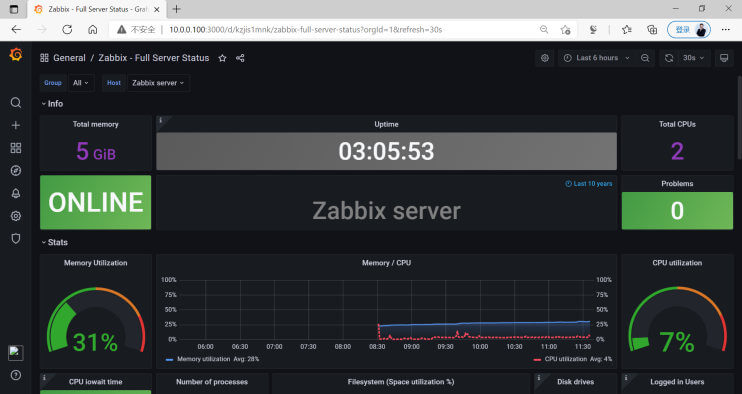 Zabbix - Full Server Status - Graf
不安全 | 10.0.0.100:3000/d/kzjis1mnk/zabbix-full-server-status?orgId=1&refresh=30s
登录
General / Zabbix - Full Server Status
Last 6 hours
30s
Group All Host Zabbix server
Info
Total memory
5 GiB
Uptime
03:05:53
Total CPUs
2
ONLINE
Last 10 years
Zabbix server
Problems
0
Stats
Memory Utilization
31%
Memory / CPU
100% 100%
75% 75%
50% 50%
25% 25%
0% 0%
06:00 06:30 07:00 07:30 08:00 08:30 09:00 09:30 10:00 10:30 11:00 11:30
Memory utilization Avg: 28% CPU utilization Avg: 4%
CPU utilization
7%
CPU iowait time Number of processes Filesystem (Space utilization %) Disk drives Logged in Users